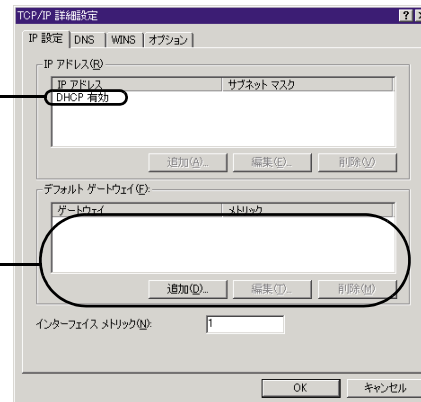 TCP/IP 詳細設定
IP 設定 DNS WINS オプション
IP アドレス(R)
IP アドレス サブネット マスク
DHCP 有効
追加(A)... 編集(E)... 削除(V)
デフォルト ゲートウェイ(F):
ゲートウェイ メトリック
追加(D)... 編集(T)... 削除(M)
インターフェイス メトリック(N): 1
OK キャンセル